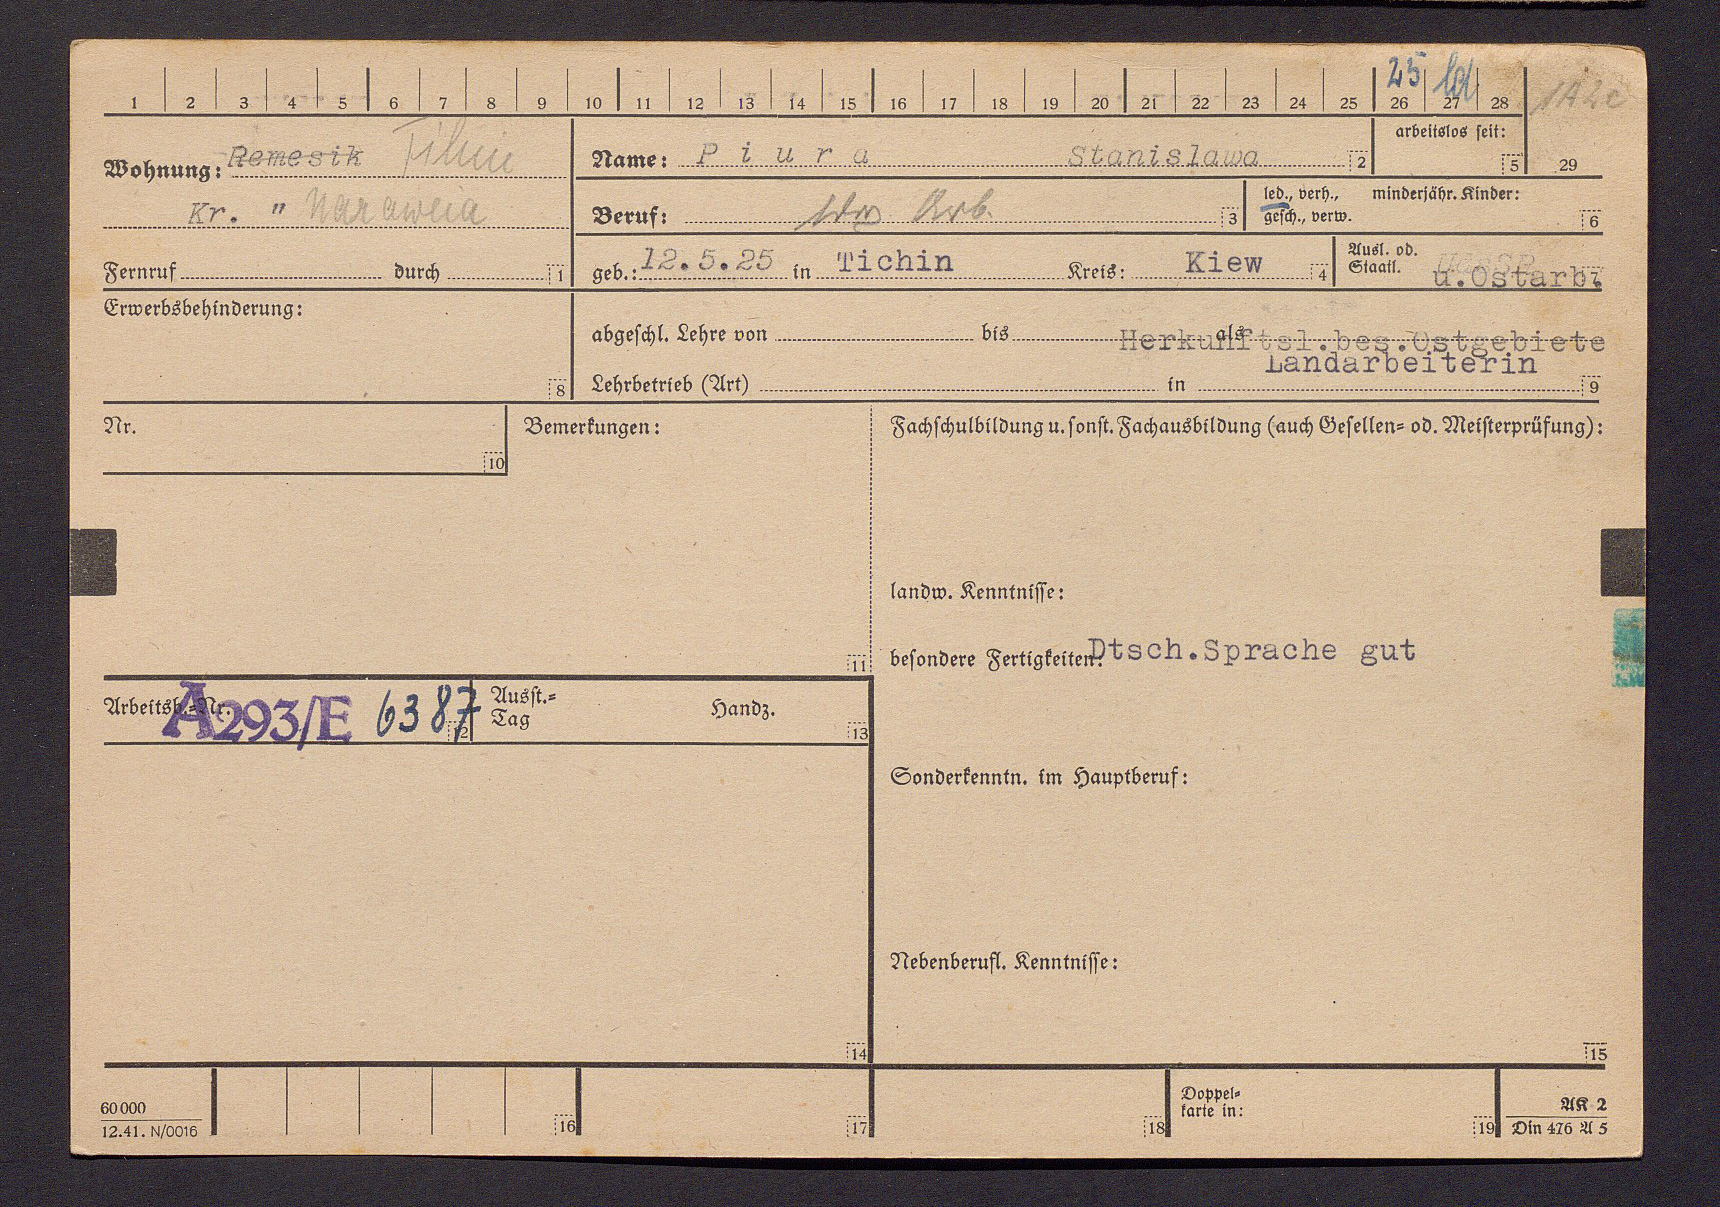 1 2 3 4 5 6 7 8 9 10 11 12 13 14 15 16 17 18 19 20 21 22 23 24 25 26 27 28
25 led
arbeitslos seit:
5
29
Wohnung: Remesik
Kr. "
Fernruf durch 1
Name: Piura Stanislawa 2
Beruf: Arb. 3
led., verh., minderjähr. Kinder:
gesch., verw. 6
geb.: 12.5.25 in Tichin Kreis: Kiew 4
Ausl. od.
Staatl. u.Ostarb. 7
Erwerbsbehinderung:
8
abgeschl. Lehre von bis als
Herkunftsl.bes.Ostgebiete
Landarbeiterin
Lehrbetrieb (Art) in 9
Nr.
10
Bemerkungen:
11
Fachschulbildung u. sonst. Fachausbildung (auch Gesellen- od. Meisterprüfung):
landw. Kenntnisse:
besondere Fertigkeiten: Dtsch.Sprache gut
Arbeitsb.-Nr. A293/E 6387 12
Ausst.-
Tag Handz. 13
Sonderkenntn. im Hauptberuf:
Nebenberufl. Kenntnisse:
14
15
60000
12.41. N/0016
16
17
18
Doppel-
karte in: 19
AK 2
Din 476 A 5